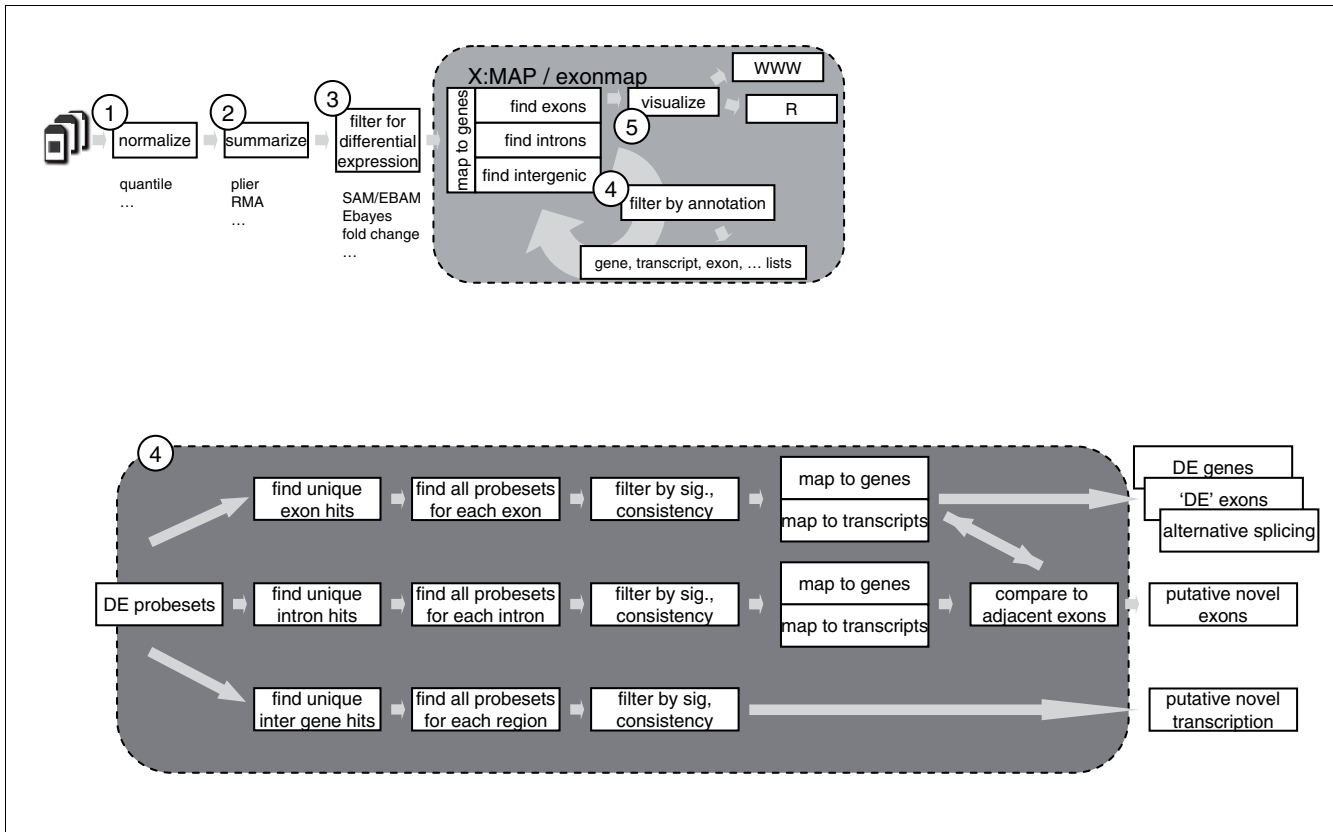 X:MAP / exonmap
1
normalize
quantile
…
2
summarize
plier
RMA
…
3
filter for
differential
expression
SAM/EBAM
Ebayes
fold change
…
map to genes
find exons
find introns
find intergenic
visualize
5
WWW
R
4
filter by annotation
gene, transcript, exon, … lists
4
DE probesets
find unique
exon hits
find all probesets
for each exon
filter by sig.,
consistency
map to genes
map to transcripts
DE genes
‘DE’ exons
alternative splicing
find unique
intron hits
find all probesets
for each intron
filter by sig.,
consistency
map to genes
map to transcripts
compare to
adjacent exons
putative novel
exons
find unique
inter gene hits
find all probesets
for each region
filter by sig,
consistency
putative novel
transcription